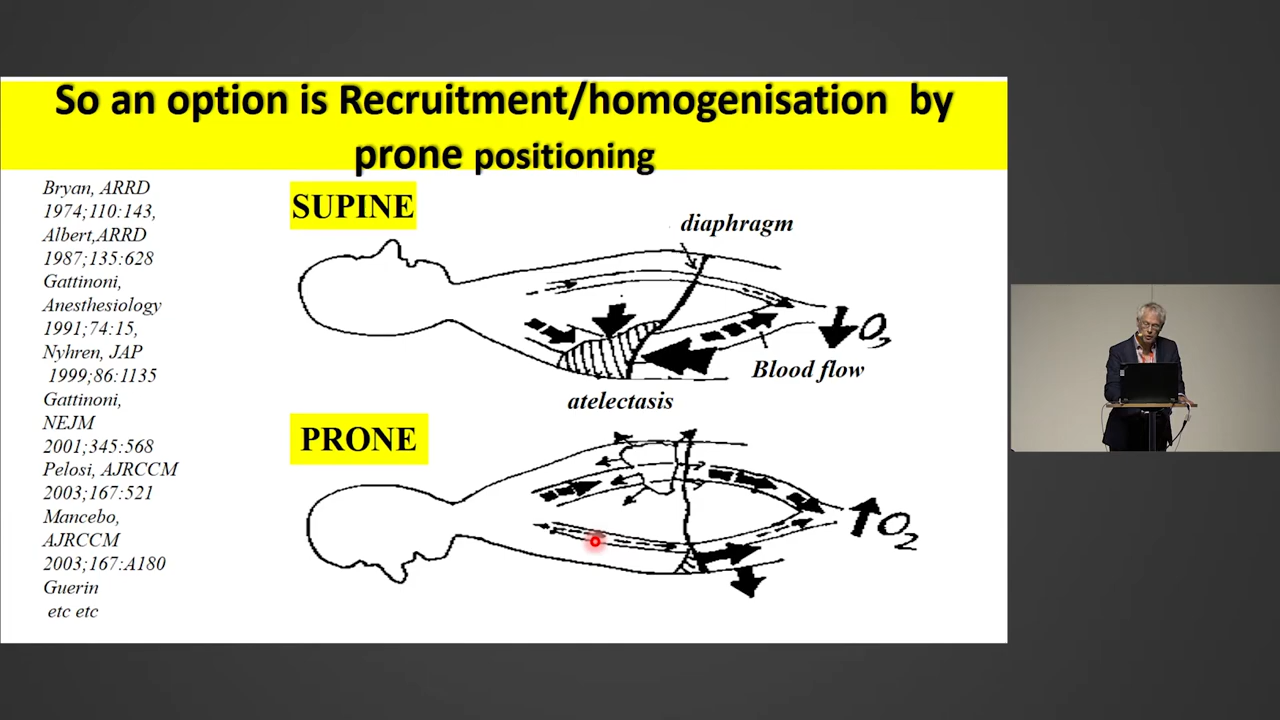 So an option is Recruitment/homogenisation by
prone positioning
Bryan, ARRD
1974;110:143,
Albert,ARRD
1987;135:628
Gattinoni,
Anesthesiology
1991;74:15,
Nyhren, JAP
1999;86:1135
Gattinoni,
NEJM
2001:345:568
Pelosi, AJRCCM
2003;167:521
Mancebo,
AJRCCM
2003;167:A180
Guerin
etc etc
SUPINE
diaphragm
Blood flow
atelectasis
PRONE
O2